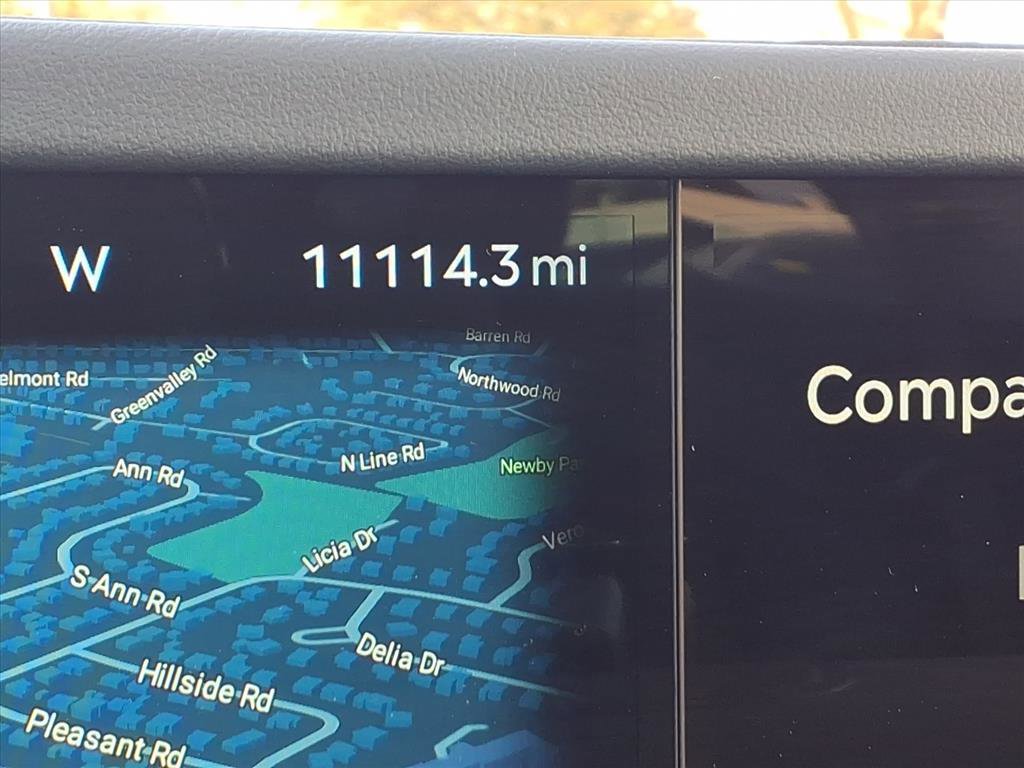 W
11114.3 mi
Barren Rd
elmont Rd
Greenvalley Rd
Northwood Rd
Compa
N Line Rd
Ann Rd
Newby Pa
Licia Dr
Vero
S Ann Rd
Delia Dr
Hillside Rd
Pleasant Rd